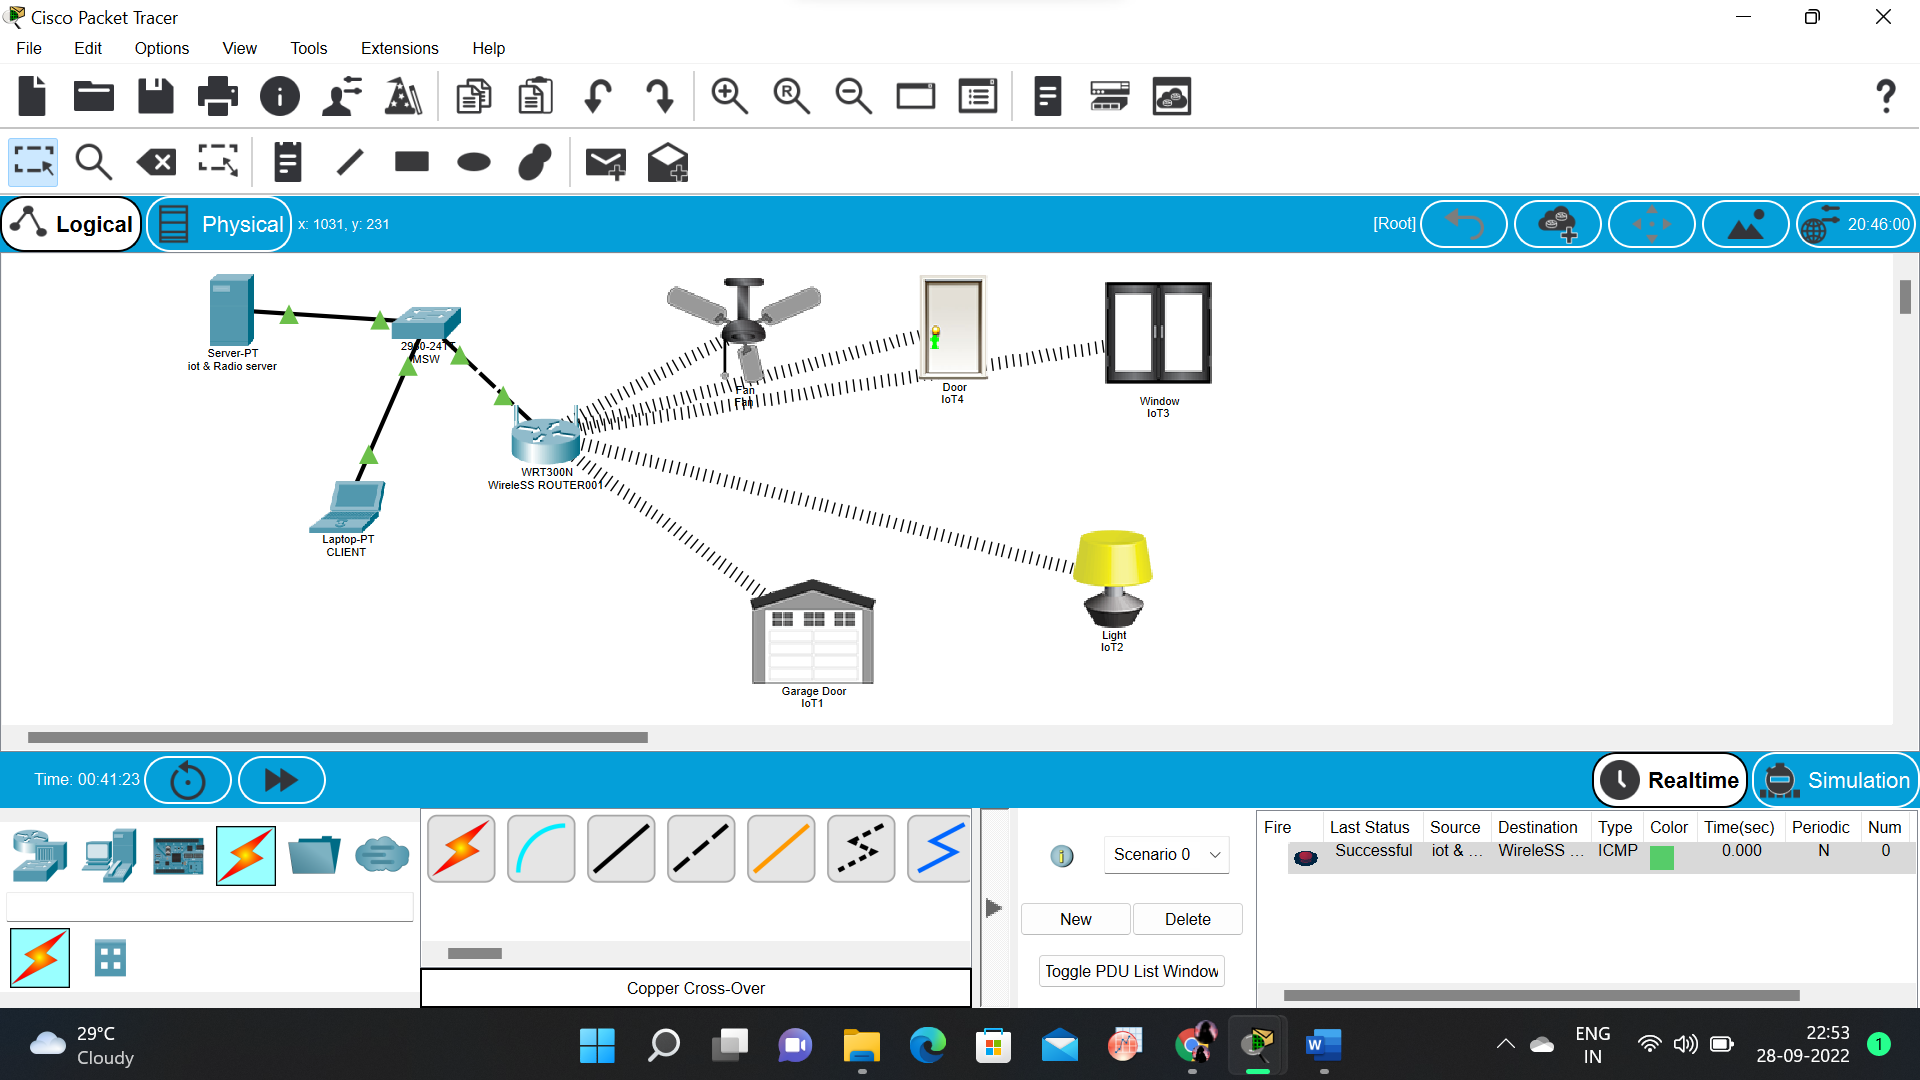 Cisco Packet Tracer
File Edit Options View Tools Extensions Help
Logical Physical x: 1031, y: 231 [Root] 20:46:00
Server-PT
iot & Radio server
2960-24TT
MSW
Fan
Fan
Door
IoT4
Window
IoT3
WRT300N
WireleSS ROUTER001
Laptop-PT
CLIENT
Light
IoT2
Garage Door
IoT1
Time: 00:41:23 Realtime Simulation
Scenario 0
New Delete
Toggle PDU List Window
Copper Cross-Over
Fire Last Status Source Destination Type Color Time(sec) Periodic Num
Successful iot & ... WireleSS ... ICMP 0.000 N 0
29°C
Cloudy
ENG
IN
22:53
28-09-2022
1